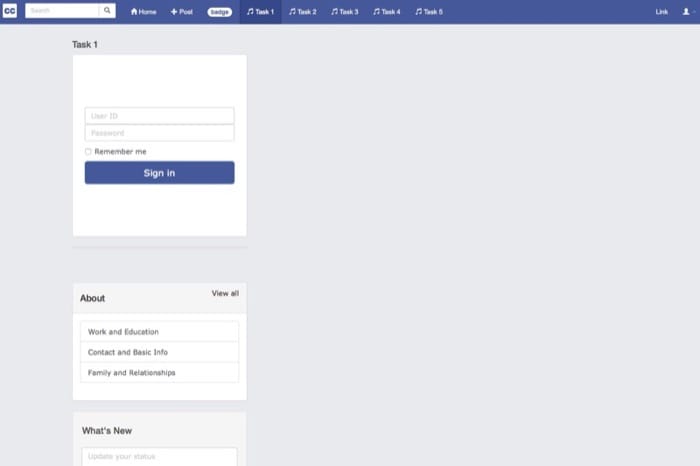 CC Search Home + Post badge Task 1 Task 2 Task 3 Task 4 Task 5 Link
Task 1
User ID
Password
Remember me
Sign in
About View all
Work and Education
Contact and Basic Info
Family and Relationships
What's New
Update your status